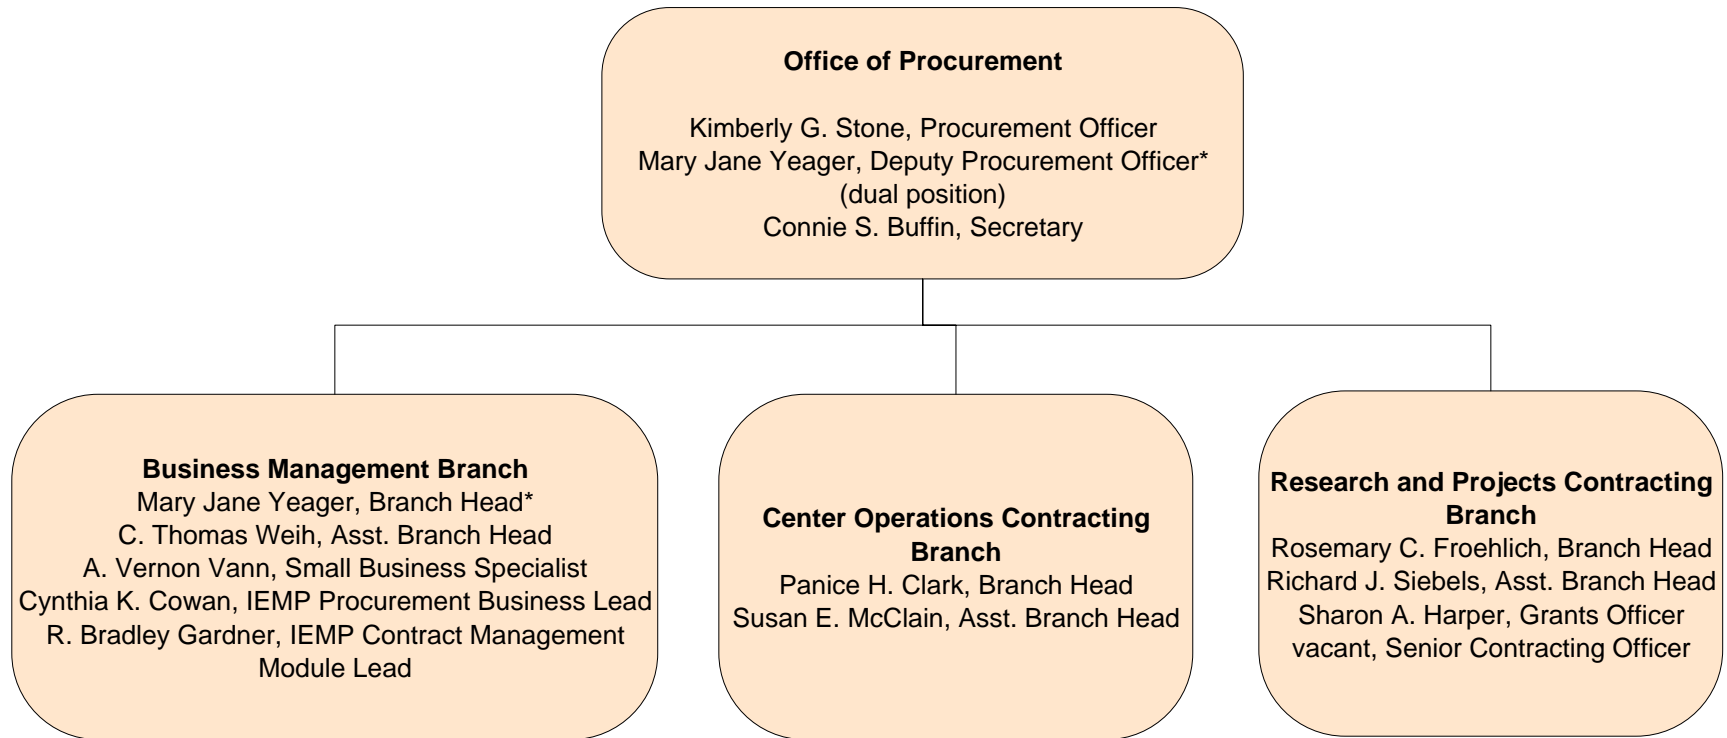 Office of Procurement
Kimberly G. Stone, Procurement Officer
Mary Jane Yeager, Deputy Procurement Officer*
(dual position)
Connie S. Buffin, Secretary
Business Management Branch
Mary Jane Yeager, Branch Head*
C. Thomas Weih, Asst. Branch Head
A. Vernon Vann, Small Business Specialist
Cynthia K. Cowan, IEMP Procurement Business Lead
R. Bradley Gardner, IEMP Contract Management
Module Lead
Center Operations Contracting
Branch
Panice H. Clark, Branch Head
Susan E. McClain, Asst. Branch Head
Research and Projects Contracting
Branch
Rosemary C. Froehlich, Branch Head
Richard J. Siebels, Asst. Branch Head
Sharon A. Harper, Grants Officer
vacant, Senior Contracting Officer